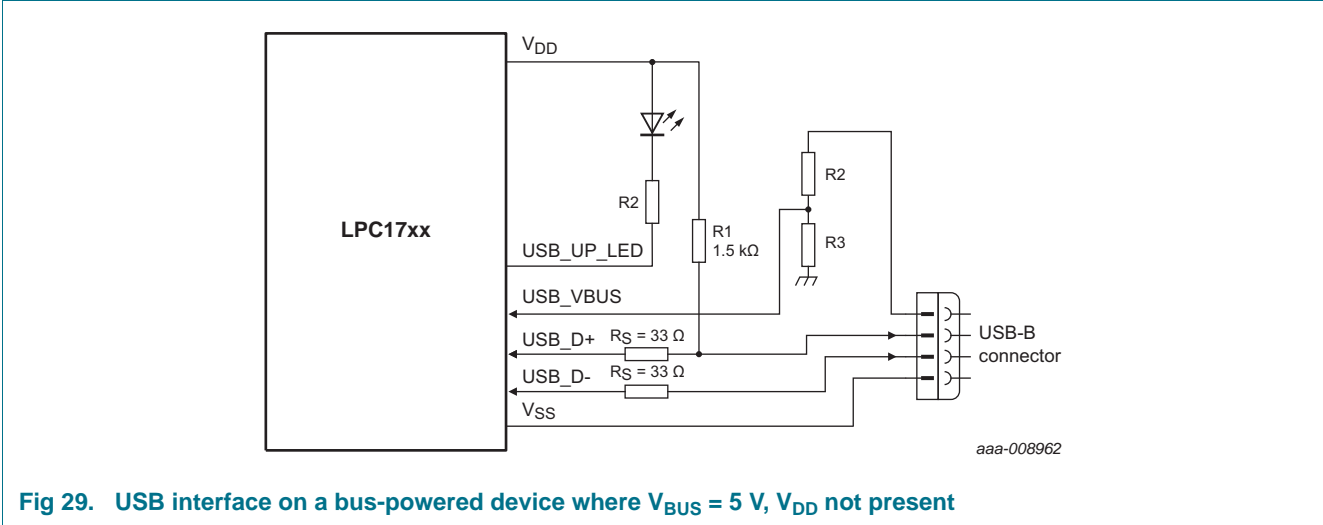 VDD
R2
R2
R1
1.5 kΩ
R3
LPC17xx
USB_UP_LED
USB_VBUS
USB_D+ RS = 33 Ω
USB-B
connector
USB_D- RS = 33 Ω
VSS
aaa-008962
Fig 29. USB interface on a bus-powered device where VBUS = 5 V, VDD not present